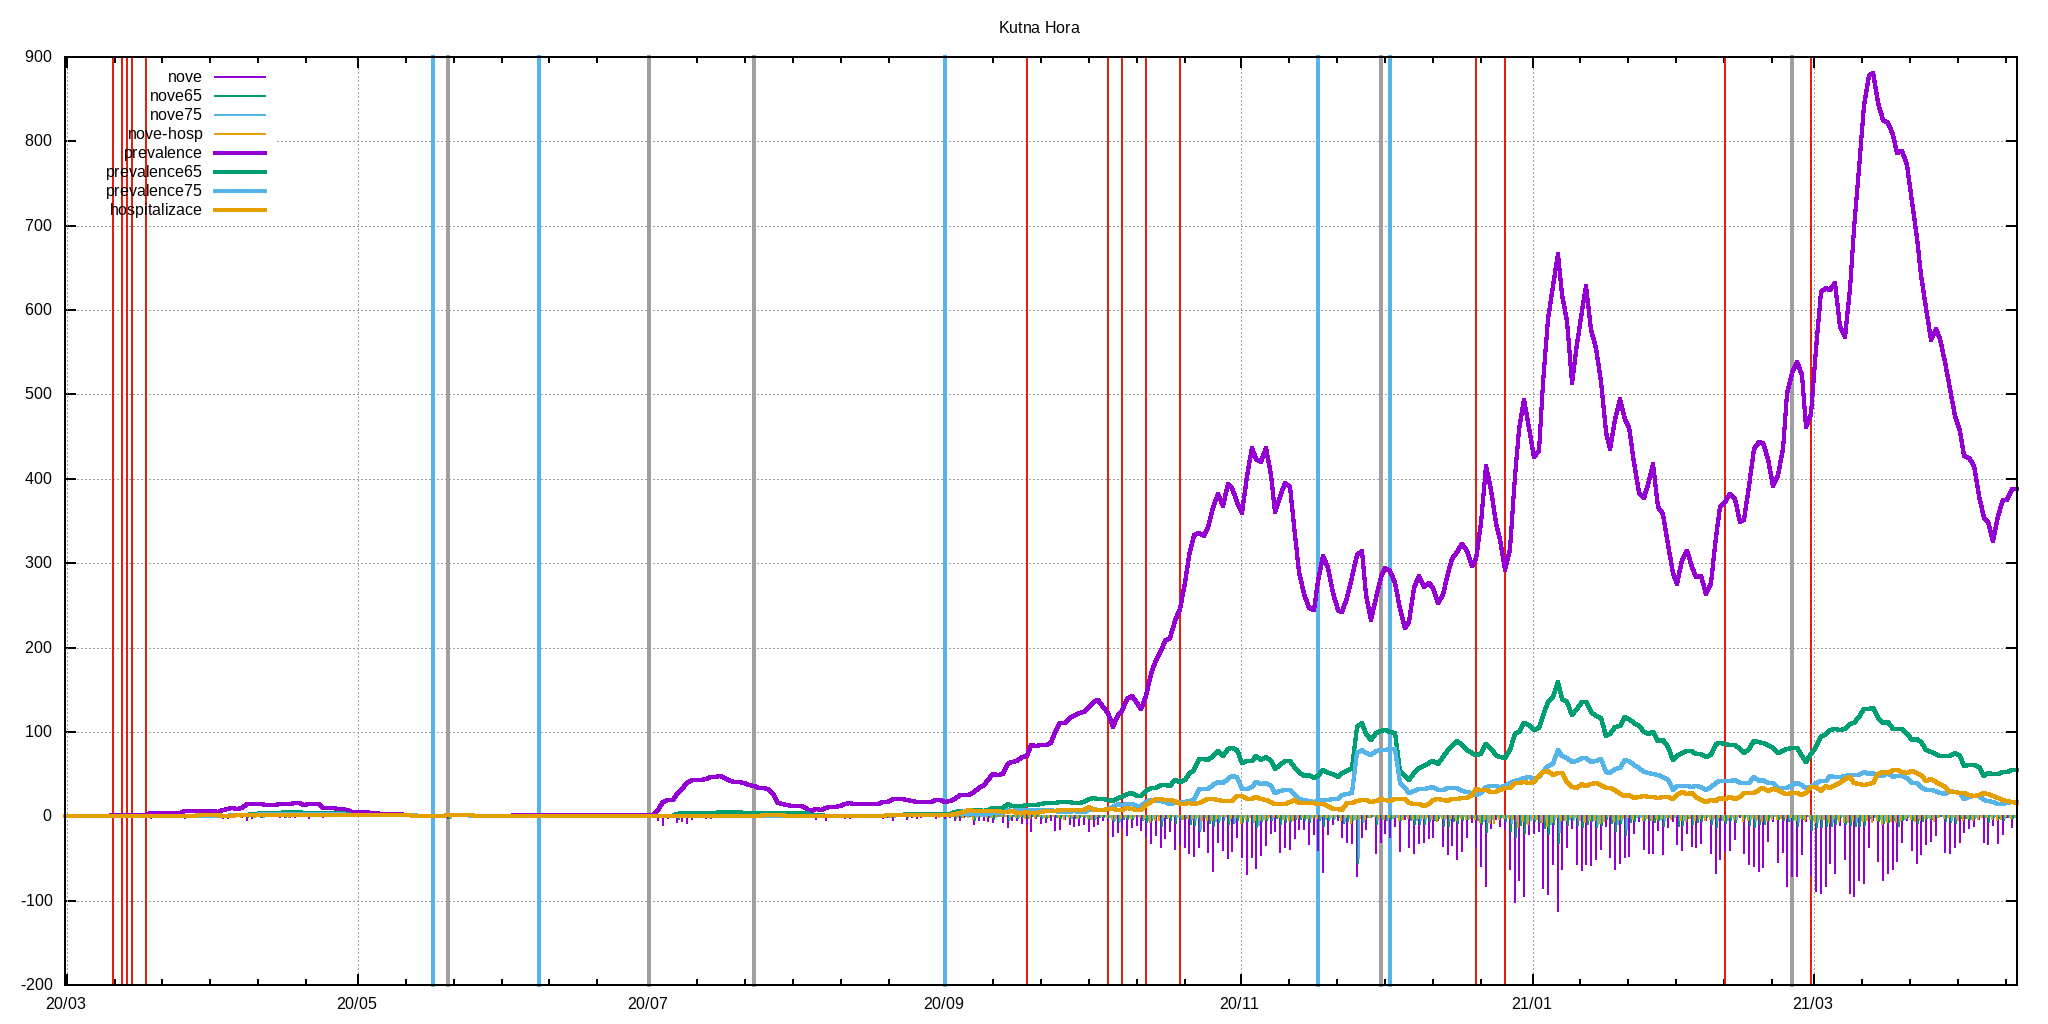 Kutna Hora
900
800
700
600
500
400
300
200
100
0
-100
-200
nove
nove65
nove75
nove-hosp
prevalence
prevalence65
prevalence75
hospitalizace
20/03 20/05 20/07 20/09 20/11 21/01 21/03